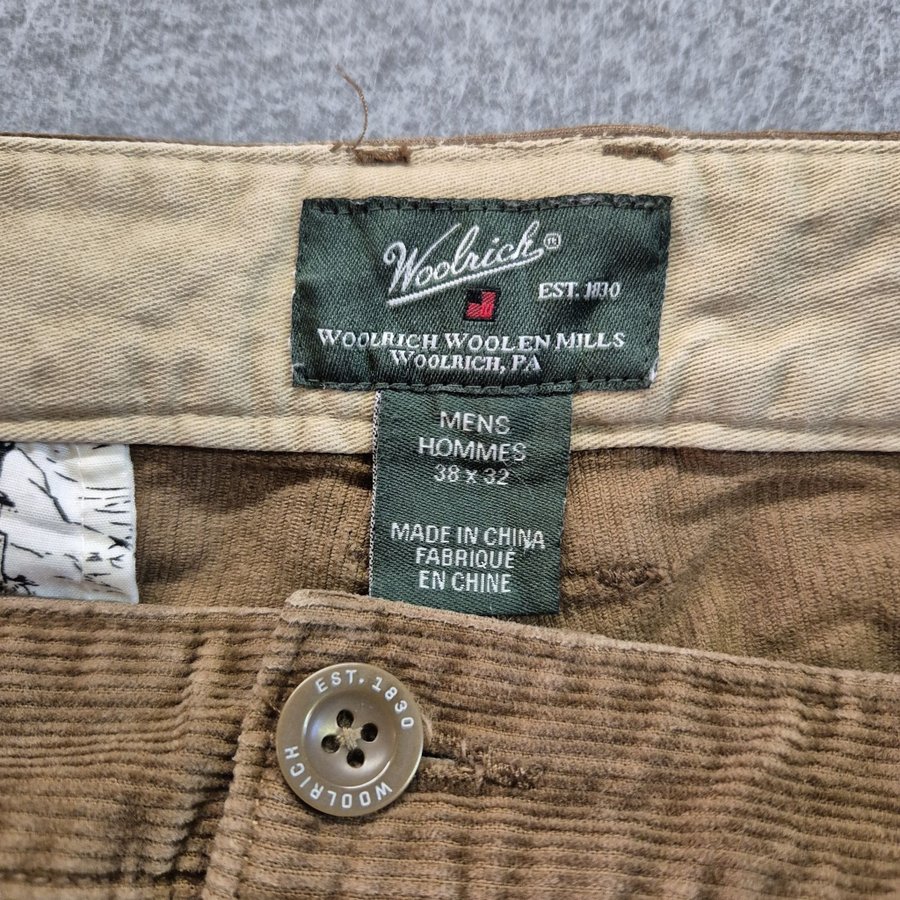 Woolrich®
EST. 1830
WOOLRICH WOOLEN MILLS
WOOLRICH, PA
MENS
HOMMES
38 x 32
MADE IN CHINA
FABRIQUÉ
EN CHINE
EST. 1830
WOOLRICH